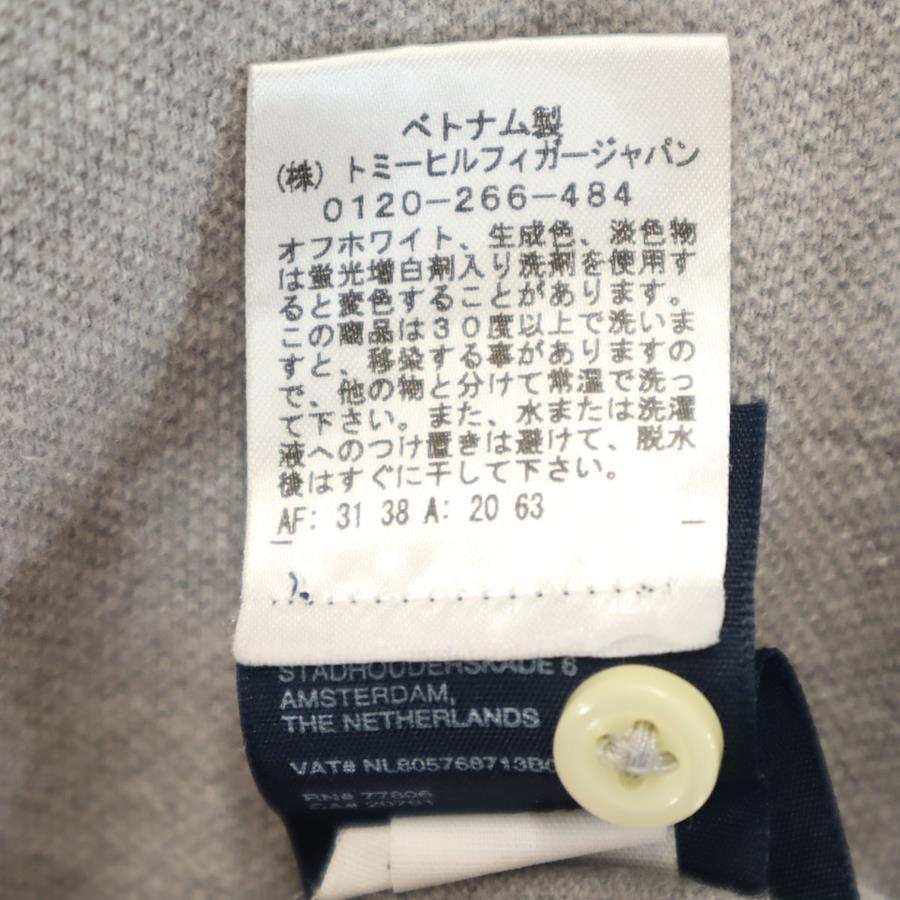 ベトナム製
(株) トミーヒルフィガージャパン
0120-266-484
オフホワイト、生成色、淡色物
は蛍光増白剤入り洗剤を使用す
ると変色することがあります。
この商品は30度以上で洗いま
すと、移染する事がありますの
で、他の物と分けて常温で洗っ
て下さい。また、水または洗濯
液へのつけ置きは避けて、脱水
後はすぐに干して下さい。
AF: 31 38 A: 20 63
STADHOUDERSKADE 6
AMSTERDAM,
THE NETHERLANDS
VAT# NL805768713B0
RN# 77806
CA# 20761